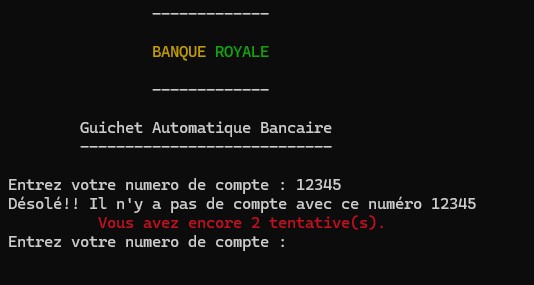 -------------
BANQUE ROYALE
-------------
Guichet Automatique Bancaire
----------------------------
Entrez votre numero de compte : 12345
Désolé!! Il n'y a pas de compte avec ce numéro 12345
Vous avez encore 2 tentative(s).
Entrez votre numero de compte :